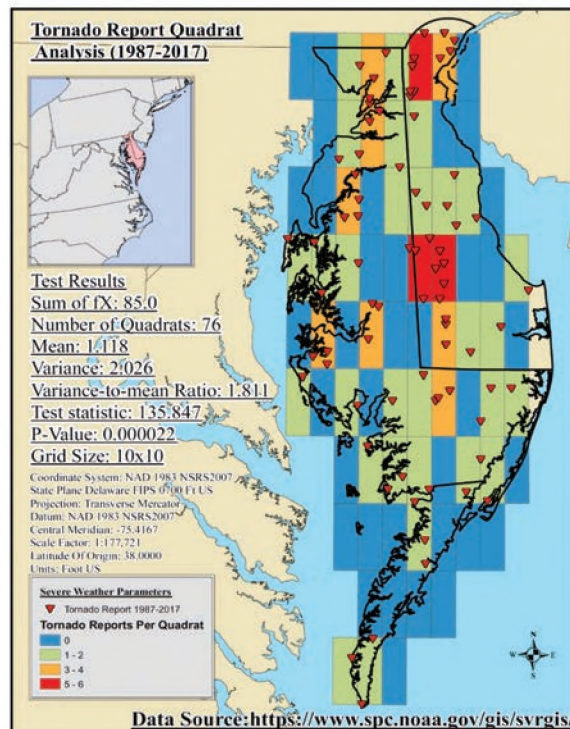 Tornado Report Quadrat
Analysis (1987-2017)
Test Results
Sum of fX: 85.0
Number of Quadrats: 76
Mean: 1.118
Variance: 2.026
Variance-to-mean Ratio: 1.811
Test statistic: 135.847
P-Value: 0.000022
Grid Size: 10x10
Coordinate System: NAD 1983 NSRS2007
State Plane Delaware FIPS 0700 Ft US
Projection: Transverse Mercator
Datum: NAD 1983 NSRS2007
Central Meridian: -75.4167
Scale Factor: 1:177,721
Latitude Of Origin: 38.0000
Units: Foot US
Severe Weather Parameters
Tornado Report 1987-2017
Tornado Reports Per Quadrat
0
1 - 2
3 - 4
5 - 6
N
W E
S
Data Source:https://www.spc.noaa.gov/gis/svrgis/